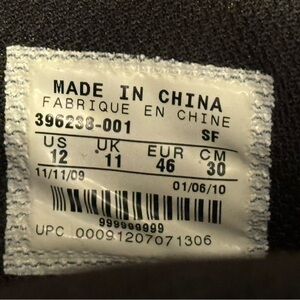 MADE IN CHINA
FABRIQUE EN CHINE
396238-001 SF
US UK EUR CM
12 11 46 30
11/11/09 01/06/10
999999999
UPC 00091207071306